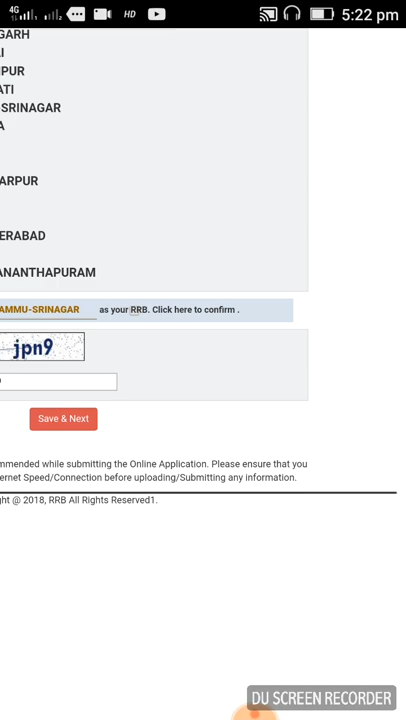 4G HD 5:22 pm
GARH
I
PUR
ATI
-SRINAGAR
A
ARPUR
ERABAD
ANANTHAPURAM
AMMU-SRINAGAR as your RRB. Click here to confirm .
jpn9
Save & Next
mmended while submitting the Online Application. Please ensure that you
ernet Speed/Connection before uploading/Submitting any information.
ght @ 2018, RRB All Rights Reserved1.
DU SCREEN RECORDER